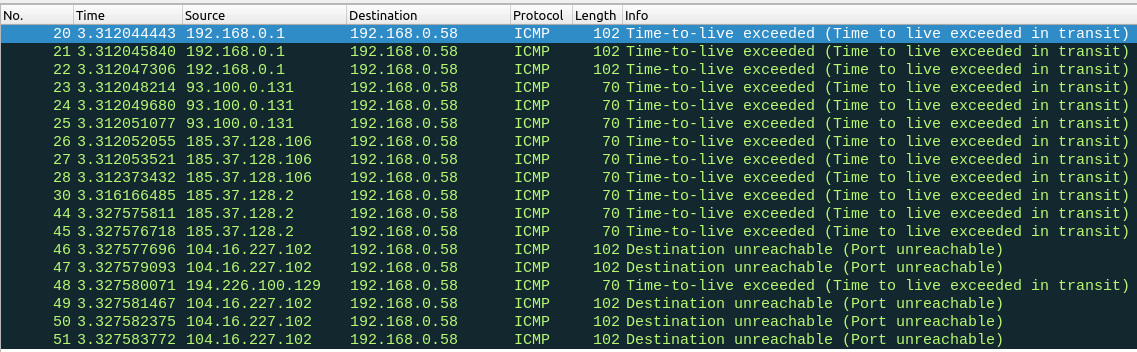 No. Time Source Destination Protocol Length Info
20 3.312044443 192.168.0.1 192.168.0.58 ICMP 102 Time-to-live exceeded (Time to live exceeded in transit)
21 3.312045840 192.168.0.1 192.168.0.58 ICMP 102 Time-to-live exceeded (Time to live exceeded in transit)
22 3.312047306 192.168.0.1 192.168.0.58 ICMP 102 Time-to-live exceeded (Time to live exceeded in transit)
23 3.312048214 93.100.0.131 192.168.0.58 ICMP 70 Time-to-live exceeded (Time to live exceeded in transit)
24 3.312049680 93.100.0.131 192.168.0.58 ICMP 70 Time-to-live exceeded (Time to live exceeded in transit)
25 3.312051077 93.100.0.131 192.168.0.58 ICMP 70 Time-to-live exceeded (Time to live exceeded in transit)
26 3.312052055 185.37.128.106 192.168.0.58 ICMP 70 Time-to-live exceeded (Time to live exceeded in transit)
27 3.312053521 185.37.128.106 192.168.0.58 ICMP 70 Time-to-live exceeded (Time to live exceeded in transit)
28 3.312373432 185.37.128.106 192.168.0.58 ICMP 70 Time-to-live exceeded (Time to live exceeded in transit)
30 3.316166485 185.37.128.2 192.168.0.58 ICMP 70 Time-to-live exceeded (Time to live exceeded in transit)
44 3.327575811 185.37.128.2 192.168.0.58 ICMP 70 Time-to-live exceeded (Time to live exceeded in transit)
45 3.327576718 185.37.128.2 192.168.0.58 ICMP 70 Time-to-live exceeded (Time to live exceeded in transit)
46 3.327577696 104.16.227.102 192.168.0.58 ICMP 102 Destination unreachable (Port unreachable)
47 3.327579093 104.16.227.102 192.168.0.58 ICMP 102 Destination unreachable (Port unreachable)
48 3.327580071 194.226.100.129 192.168.0.58 ICMP 70 Time-to-live exceeded (Time to live exceeded in transit)
49 3.327581467 104.16.227.102 192.168.0.58 ICMP 102 Destination unreachable (Port unreachable)
50 3.327582375 104.16.227.102 192.168.0.58 ICMP 102 Destination unreachable (Port unreachable)
51 3.327583772 104.16.227.102 192.168.0.58 ICMP 102 Destination unreachable (Port unreachable)